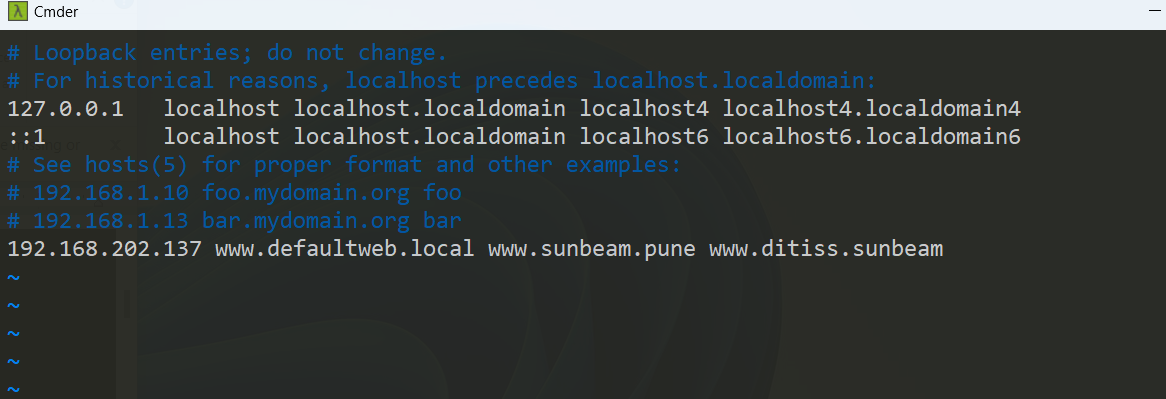 Cmder
# Loopback entries; do not change.
# For historical reasons, localhost precedes localhost.localdomain:
127.0.0.1   localhost localhost.localdomain localhost4 localhost4.localdomain4
::1         localhost localhost.localdomain localhost6 localhost6.localdomain6
# See hosts(5) for proper format and other examples:
# 192.168.1.10 foo.mydomain.org foo
# 192.168.1.13 bar.mydomain.org bar
192.168.202.137 www.defaultweb.local www.sunbeam.pune www.ditiss.sunbeam
~
~
~
~
~